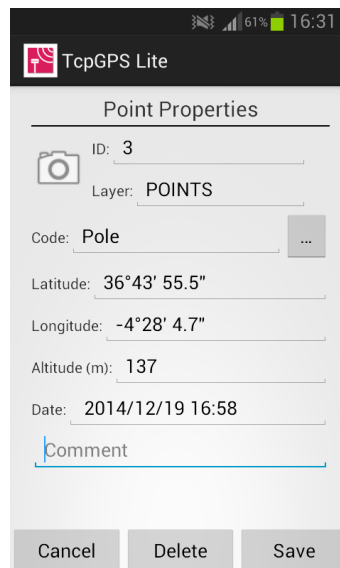 61% 16:31
TcpGPS Lite
Point Properties
ID: 3
Layer: POINTS
Code: Pole ...
Latitude: 36°43' 55.5"
Longitude: -4°28' 4.7"
Altitude (m): 137
Date: 2014/12/19 16:58
Comment
Cancel Delete Save